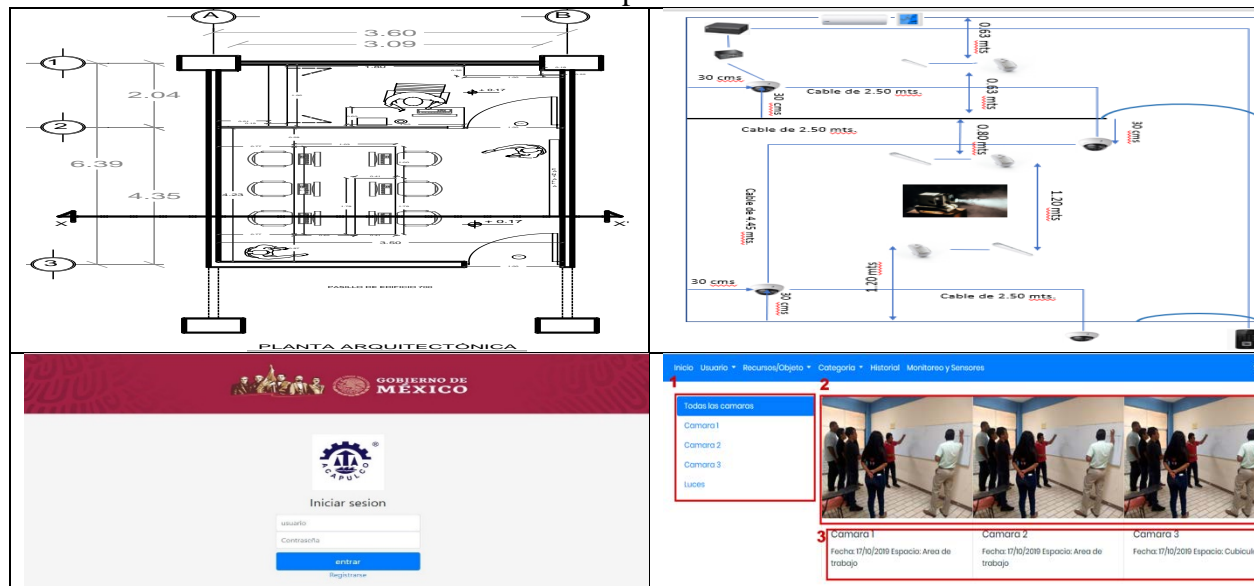 A
B
3.60
3.09
1
2.04
+ 0.17
2
6.39
4.35
4.23
X
X'
+ 0.17
3.50
3
PASILLO DE EDIFICIO 700
PLANTA ARQUITECTÓNICA
0.63 mts
30 cms
0.63 mts
Cable de 2.50 mts.
30 cms
Cable de 2.50 mts.
0.80 mts
30 cms
Cable de 4.45 mts
1.20 mts
1.20 mts
30 cms
30 cms
Cable de 2.50 mts.
GOBIERNO DE
MÉXICO
ACAPULCO
Iniciar sesion
usuario
Contraseña
entrar
Registrarse
Inicio Usuario Recursos/Objeto Categoria Historial Monitoreo y Sensores
1
2
Todas las camaras
Camara 1
Camara 2
Camara 3
Luces
3
Camara 1
Fecha: 17/10/2019 Espacio: Area de
trabajo
Camara 2
Fecha: 17/10/2019 Espacio: Area de
trabajo
Camara 3
Fecha: 17/10/2019 Espacio: